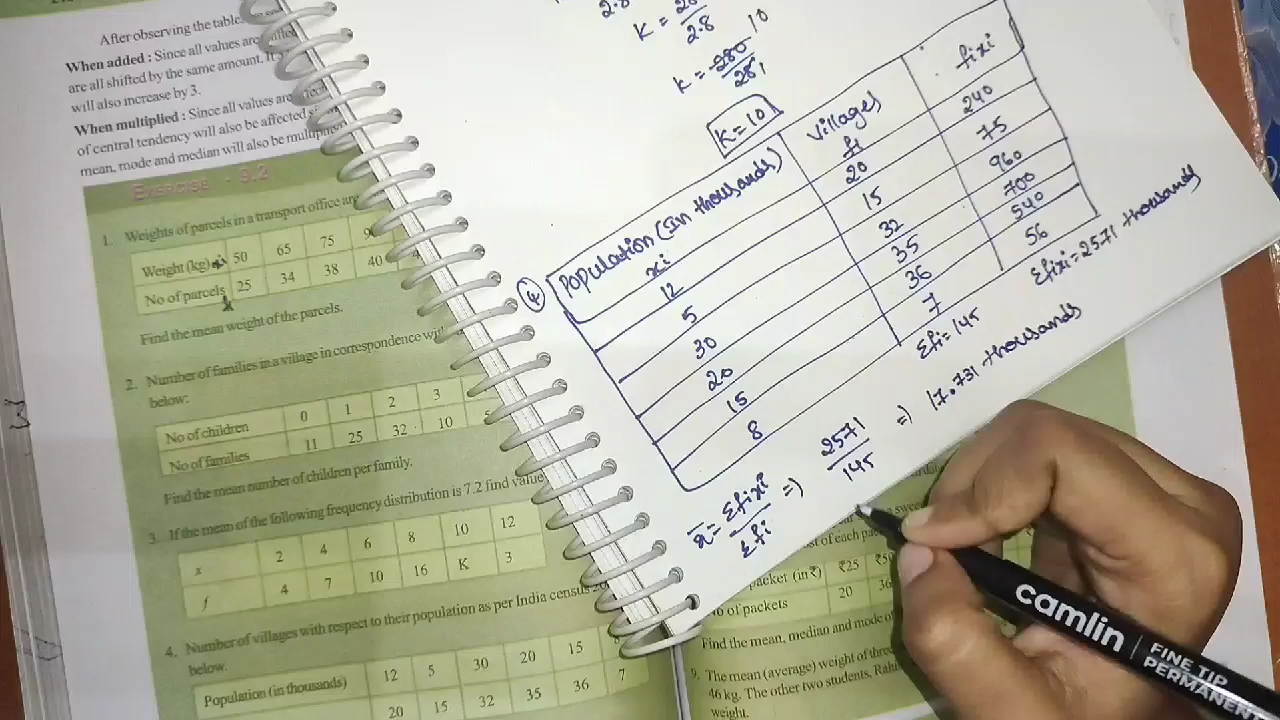 After observing the table.
When added : Since all values are
are all shifted by the same amount. It
will also increase by 3.
When multiplied : Since all values are
of central tendency will also be affected
mean, mode and median will also be
EXERCISE - 9.2
1. Weights of parcels in a transport office
Weight (kg) 50 65 75
No of parcels 25 34 38 40
Find the mean weight of the parcels.
2. Number of families in a village in correspondence
below:
No of children 0 1 2 3
No of families 11 25 32 10
Find the mean number of children per family.
3. If the mean of the following frequency distribution is 7.2 find value
x 2 4 6 8 10 12
f 4 7 10 16 K 3
4. Number of villages with respect to their population as per India census
below.
Population (in thousands) 12 5 30 20 15
20 15 32 35 36 7
2.8
K = 28/2.8
K = 280/28 10
K=10
4 Population (in thousands) xi Villages fi fixi
12 20 240
5 15 75
30 32 960
20 35 700
15 36 540
8 7 56
Σfi=145 Σfixi=2571 thousands
x̄ = Σfixi/Σfi => 2571/145 => 17.731 thousands
of each
packet (in ₹) ₹25
of packets 20 36
Find the mean, median and mode of
9. The mean (average) weight of three
46 kg. The other two students,
weight.
camlin
FINE TIP